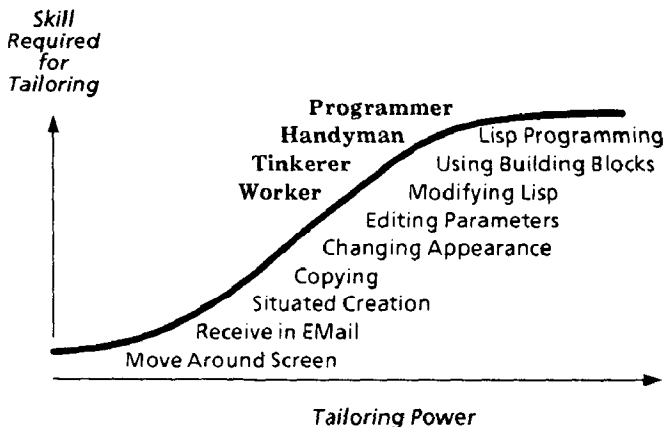 Skill
Required
for
Tailoring
Programmer
Handyman
Tinkerer
Worker
Lisp Programming
Using Building Blocks
Modifying Lisp
Editing Parameters
Changing Appearance
Copying
Situated Creation
Receive in EMail
Move Around Screen
Tailoring Power